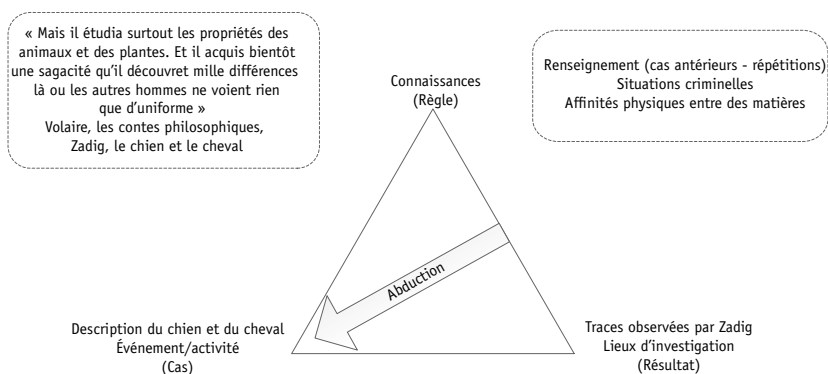 « Mais il étudia surtout les propriétés des
animaux et des plantes. Et il acquis bientôt
une sagacité qu'il découvret mille différences
là ou les autres hommes ne voient rien
que d'uniforme »
Volaire, les contes philosophiques,
Zadig, le chien et le cheval
Renseignement (cas antérieurs - répétitions)
Situations criminelles
Affinités physiques entre des matières
Connaissances
(Règle)
Abduction
Description du chien et du cheval
Événement/activité
(Cas)
Traces observées par Zadig
Lieux d'investigation
(Résultat)